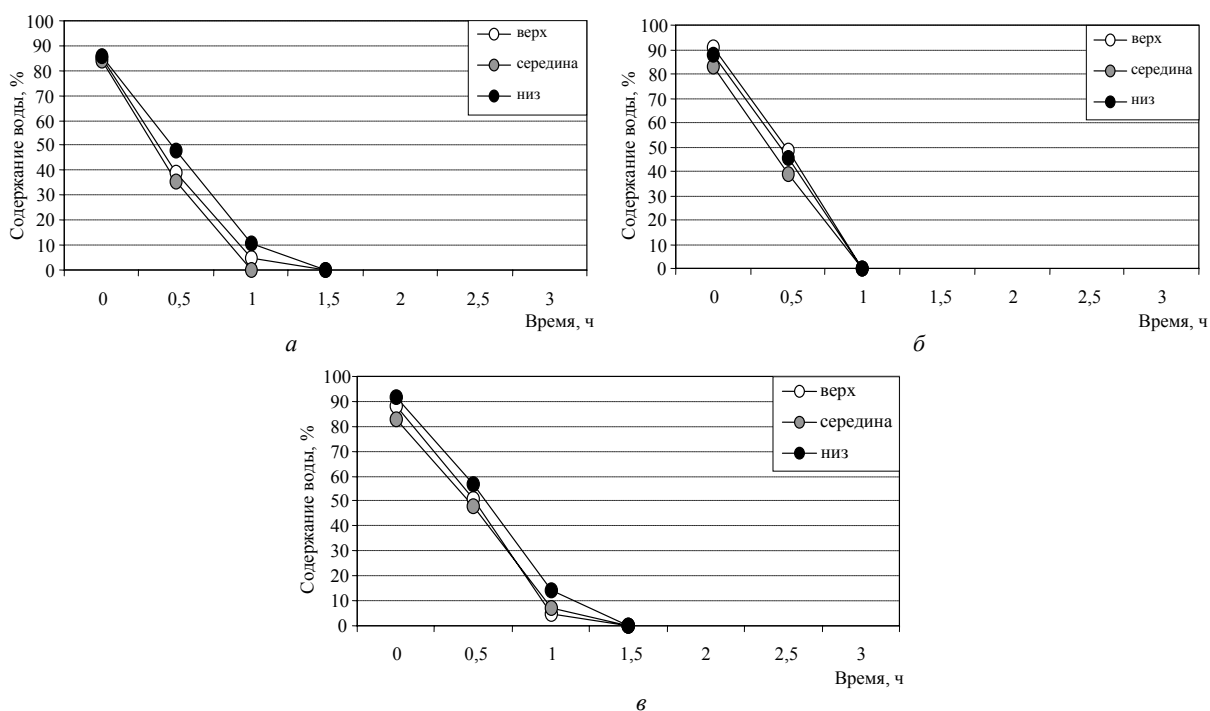 100
90
80
70
60
50
40
30
20
10
0
Содержание воды, %
верх
середина
низ
0 0,5 1 1,5 2 2,5 3
Время, ч
а
100
90
80
70
60
50
40
30
20
10
0
Содержание воды, %
верх
середина
низ
0 0,5 1 1,5 2 2,5 3
Время, ч
б
100
90
80
70
60
50
40
30
20
10
0
Содержание воды, %
верх
середина
низ
0 0,5 1 1,5 2 2,5 3
Время, ч
в